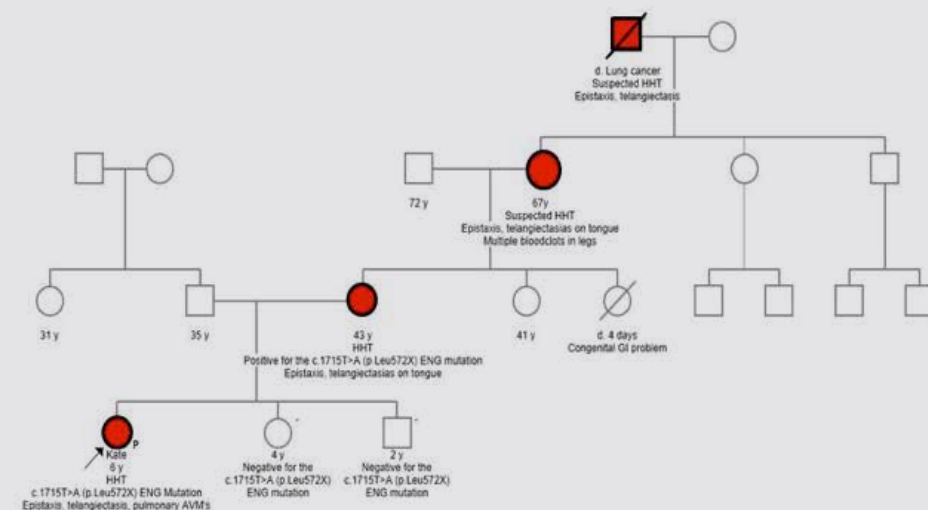 d. Lung cancer
Suspected HHT
Epistaxis, telangiectasis
72 y
67y
Suspected HHT
Epistaxis, telangiectasies on tongue
Multiple bloodclots in legs
31 y
35 y
43 y
HHT
Positive for the c.1715T>A (p.Leu572X) ENG mutation
Epistaxis, telangiectasias on tongue
41 y
d. 4 days
Congenital GI problem
P
Kate
6 y
HHT
c.1715T>A (p.Leu572X) ENG Mutation
Epistaxis, telangiectasis, pulmonary AVM's
4 y
Negative for the
c.1715T>A (p.Leu572X)
ENG mutation
2 y
Negative for the
c.1715T>A (p.Leu572X)
ENG mutation